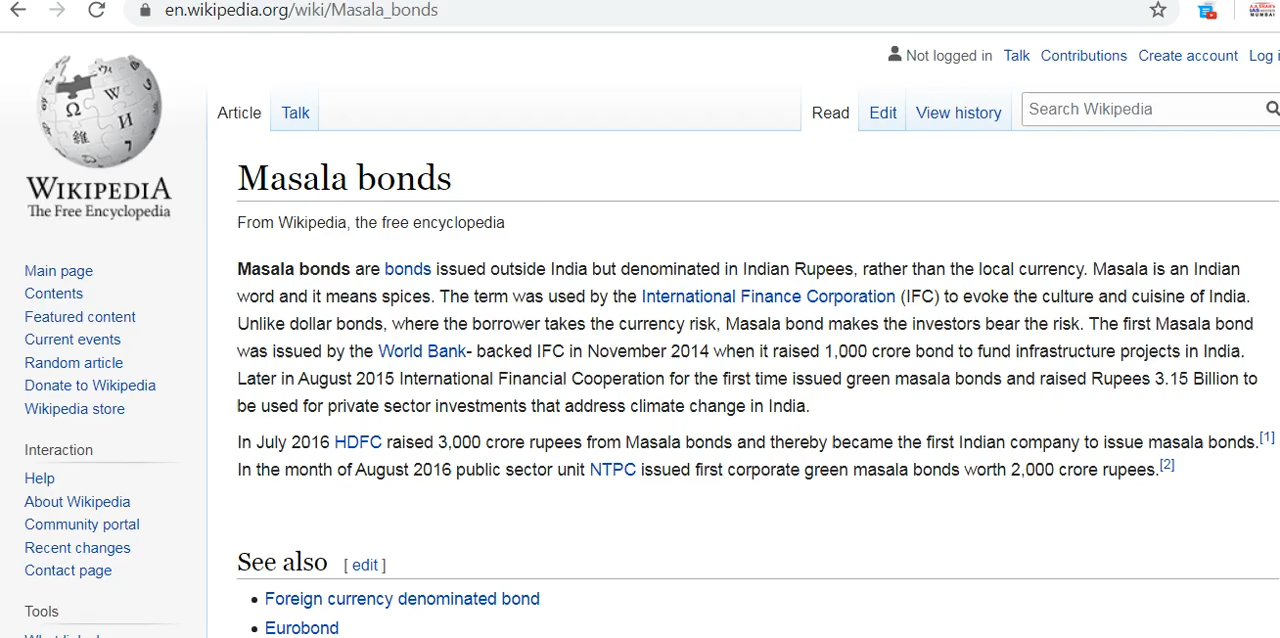 en.wikipedia.org/wiki/Masala_bonds
Not logged in Talk Contributions Create account Log i
Article Talk Read Edit View history Search Wikipedia
WIKIPEDIA
The Free Encyclopedia
Main page
Contents
Featured content
Current events
Random article
Donate to Wikipedia
Wikipedia store
Interaction
Help
About Wikipedia
Community portal
Recent changes
Contact page
Tools
Masala bonds
From Wikipedia, the free encyclopedia
Masala bonds are bonds issued outside India but denominated in Indian Rupees, rather than the local currency. Masala is an Indian
word and it means spices. The term was used by the International Finance Corporation (IFC) to evoke the culture and cuisine of India.
Unlike dollar bonds, where the borrower takes the currency risk, Masala bond makes the investors bear the risk. The first Masala bond
was issued by the World Bank- backed IFC in November 2014 when it raised 1,000 crore bond to fund infrastructure projects in India.
Later in August 2015 International Financial Cooperation for the first time issued green masala bonds and raised Rupees 3.15 Billion to
be used for private sector investments that address climate change in India.
In July 2016 HDFC raised 3,000 crore rupees from Masala bonds and thereby became the first Indian company to issue masala bonds.[1]
In the month of August 2016 public sector unit NTPC issued first corporate green masala bonds worth 2,000 crore rupees.[2]
See also [ edit ]
• Foreign currency denominated bond
• Eurobond